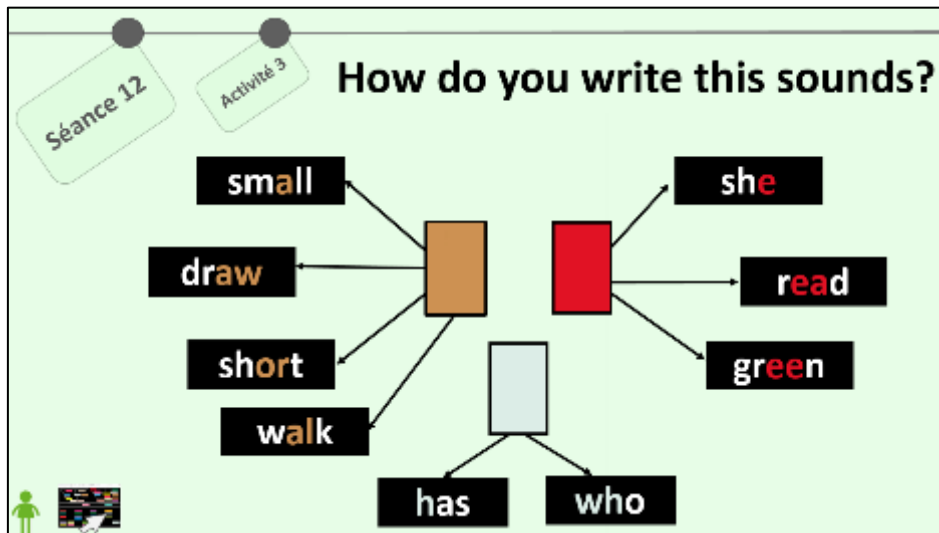 Séance 12
Activité 3
How do you write this sounds?
small
she
draw
read
short
green
walk
has
who